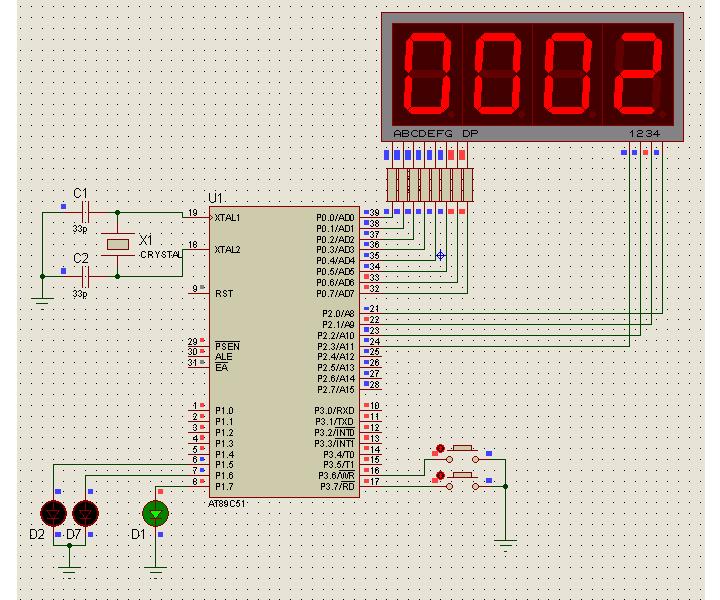 0002
ABCDEFG DP
1234
C1
33p
X1
CRYSTAL
C2
33p
U1
19
XTAL1
18
XTAL2
9
RST
29
PSEN
30
ALE
31
EA
1
P1.0
2
P1.1
3
P1.2
4
P1.3
5
P1.4
6
P1.5
7
P1.6
8
P1.7
P0.0/AD0
39
P0.1/AD1
38
P0.2/AD2
37
P0.3/AD3
36
P0.4/AD4
35
P0.5/AD5
34
P0.6/AD6
33
P0.7/AD7
32
P2.0/A8
21
P2.1/A9
22
P2.2/A10
23
P2.3/A11
24
P2.4/A12
25
P2.5/A13
26
P2.6/A14
27
P2.7/A15
28
P3.0/RXD
10
P3.1/TXD
11
P3.2/INT0
12
P3.3/INT1
13
P3.4/T0
14
P3.5/T1
15
P3.6/WR
16
P3.7/RD
17
AT89C51
D2
D7
D1